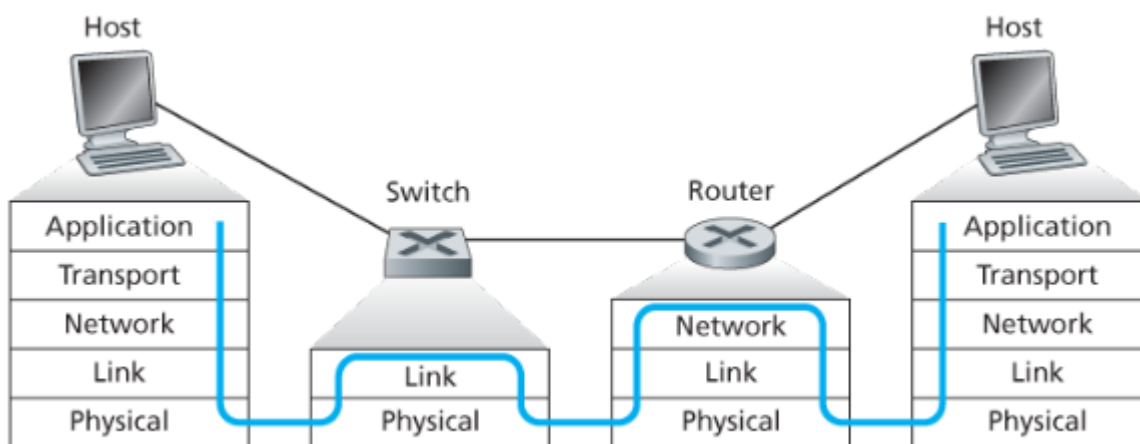 Host
Host
Switch
Router
Application
Transport
Network
Link
Physical
Link
Physical
Network
Link
Physical
Application
Transport
Network
Link
Physical